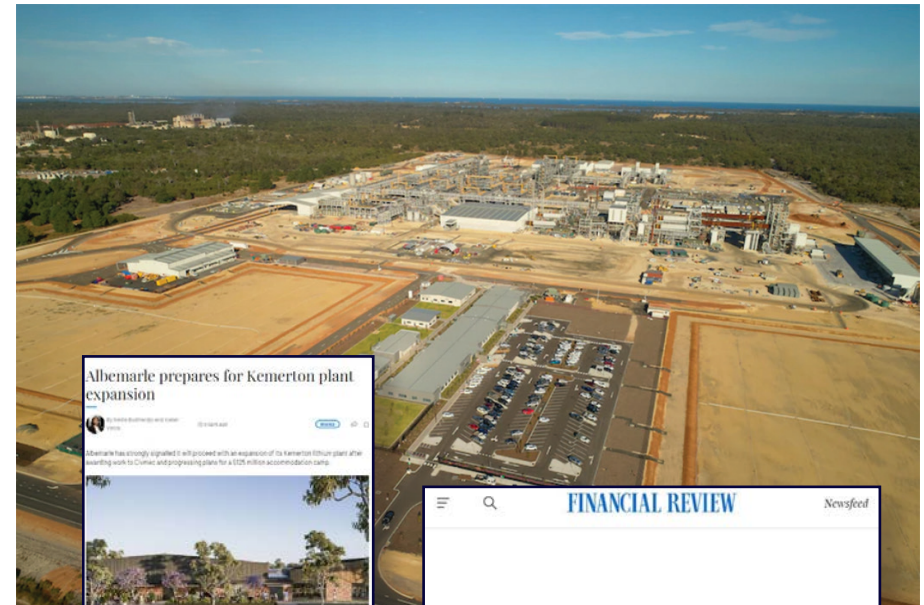 Albemarle prepares for Kemerton plant
expansion
Albemarle has strongly signalled it will proceed with an expansion of its Kemerton lithium plant after
awarding work to Civmec and progressing plans for a $125 million accommodation camp.
FINANCIAL REVIEW
Newsfeed